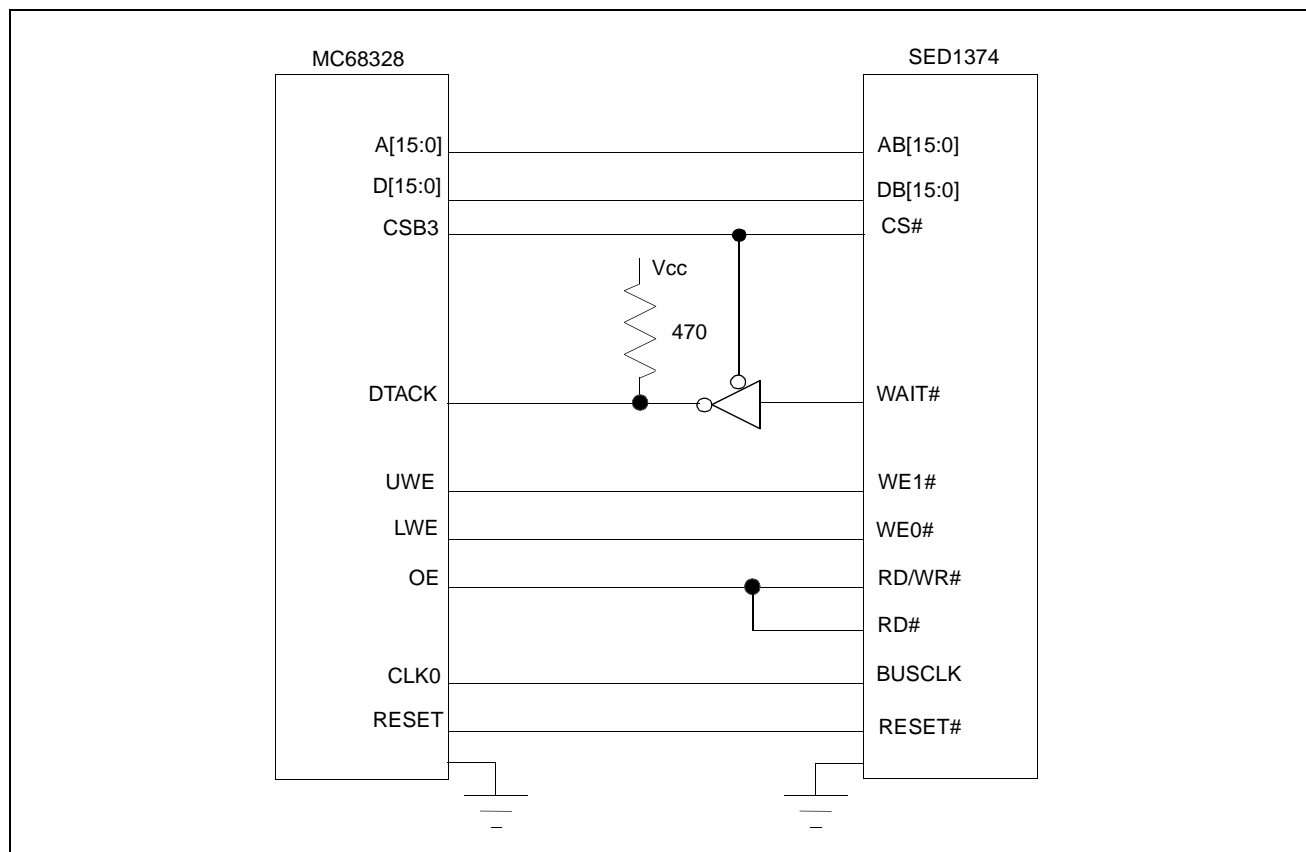 MC68328
SED1374
A[15:0]
AB[15:0]
D[15:0]
DB[15:0]
CSB3
CS#
Vcc
470
DTACK
WAIT#
UWE
WE1#
LWE
WE0#
OE
RD/WR#
RD#
CLK0
BUSCLK
RESET
RESET#